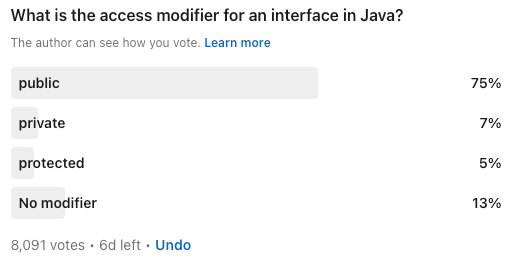 What is the access modifier for an interface in Java?
The author can see how you vote. Learn more
public 75%
private 7%
protected 5%
No modifier 13%
8,091 votes • 6d left • Undo